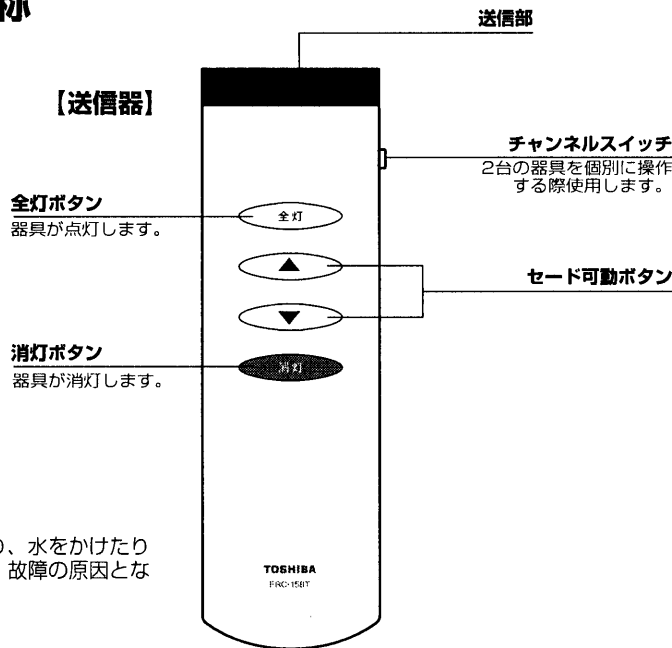 称
送信部
【送信器】
チャンネルスイッチ
2台の器具を個別に操作
する際使用します。
全灯ボタン
器具が点灯します。
全灯
▲
セード可動ボタン
▼
消灯ボタン
器具が消灯します。
消灯
り、水をかけたり
故障の原因とな
TOSHIBA
FRC-158T